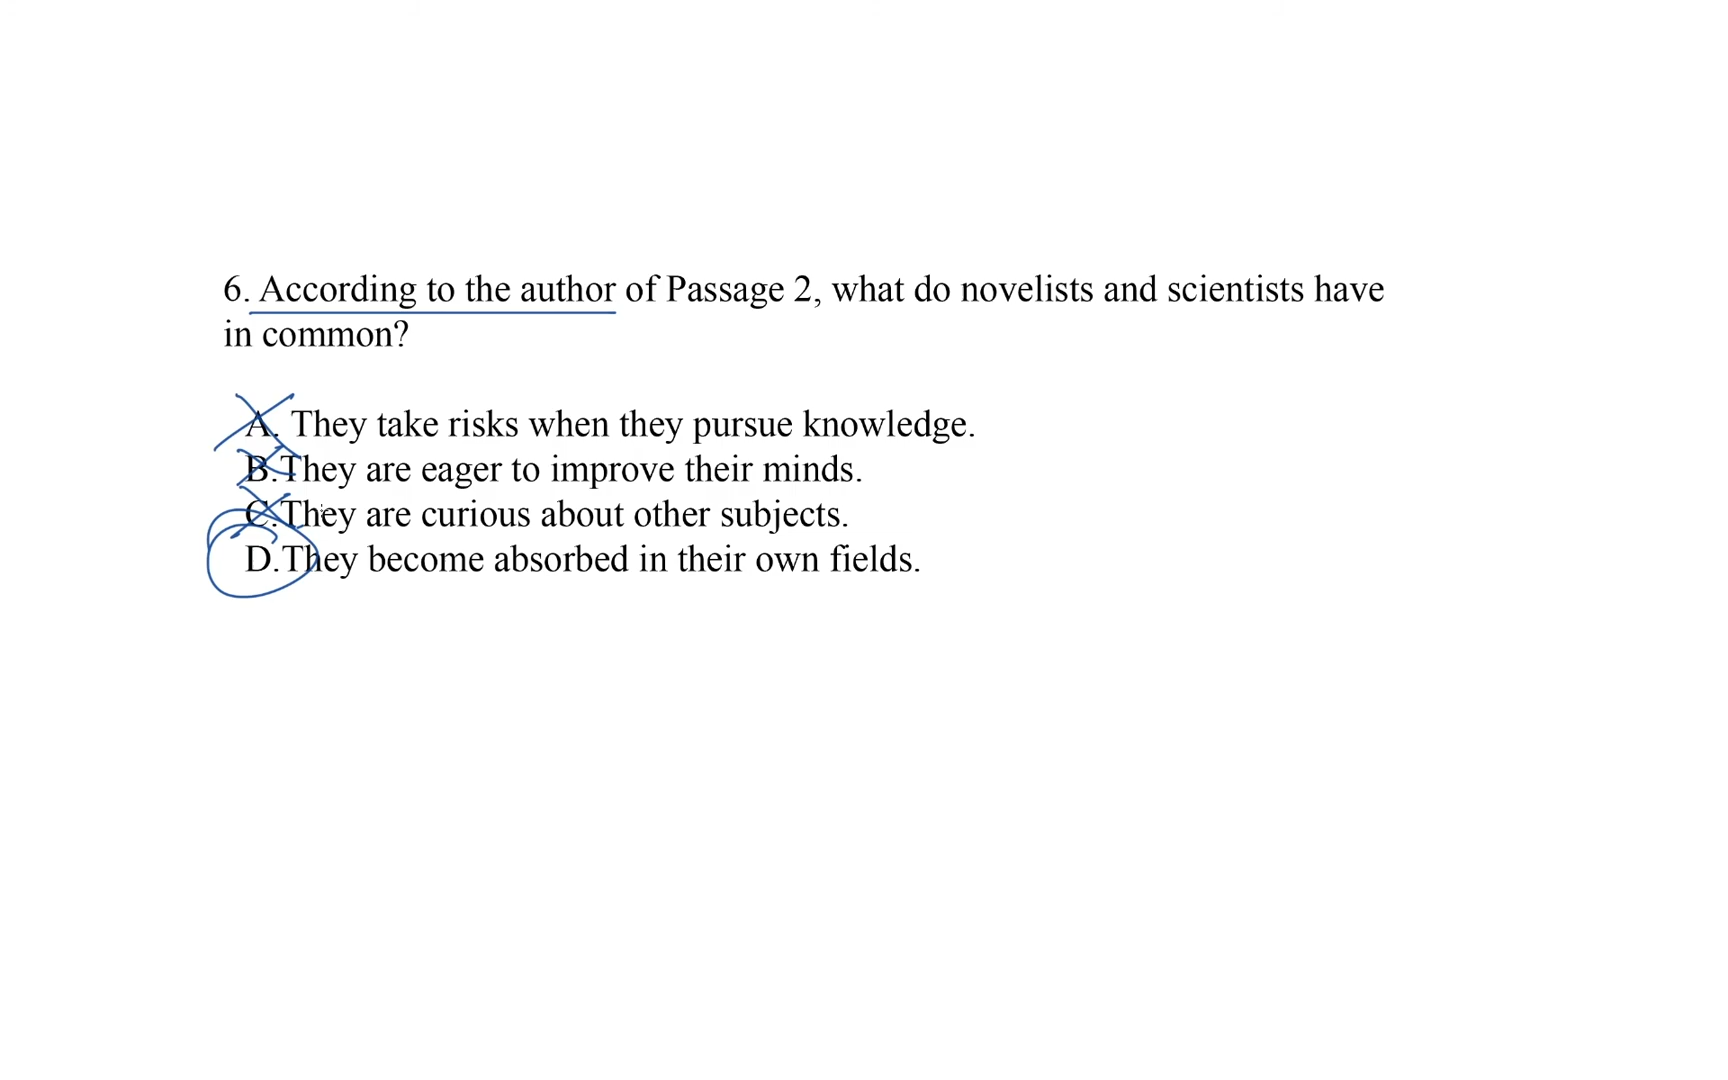 6. According to the author of Passage 2, what do novelists and scientists have
in common?
A. They take risks when they pursue knowledge.
B.They are eager to improve their minds.
C.They are curious about other subjects.
D.They become absorbed in their own fields.